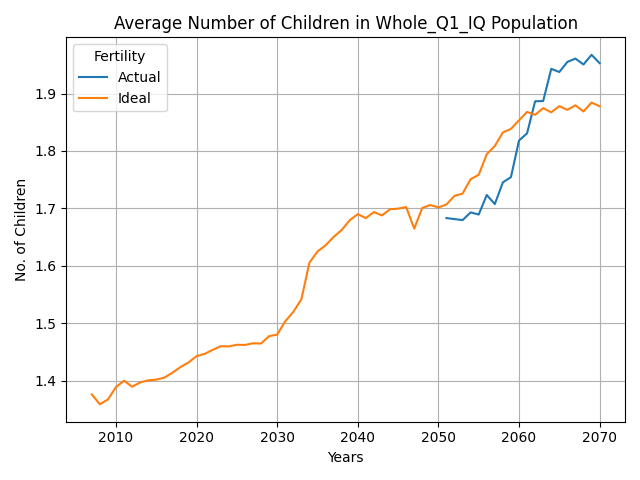 Average Number of Children in Whole_Q1_IQ Population
Fertility
Actual
Ideal
1.9
1.8
1.7
1.6
1.5
1.4
No. of Children
2010 2020 2030 2040 2050 2060 2070
Years